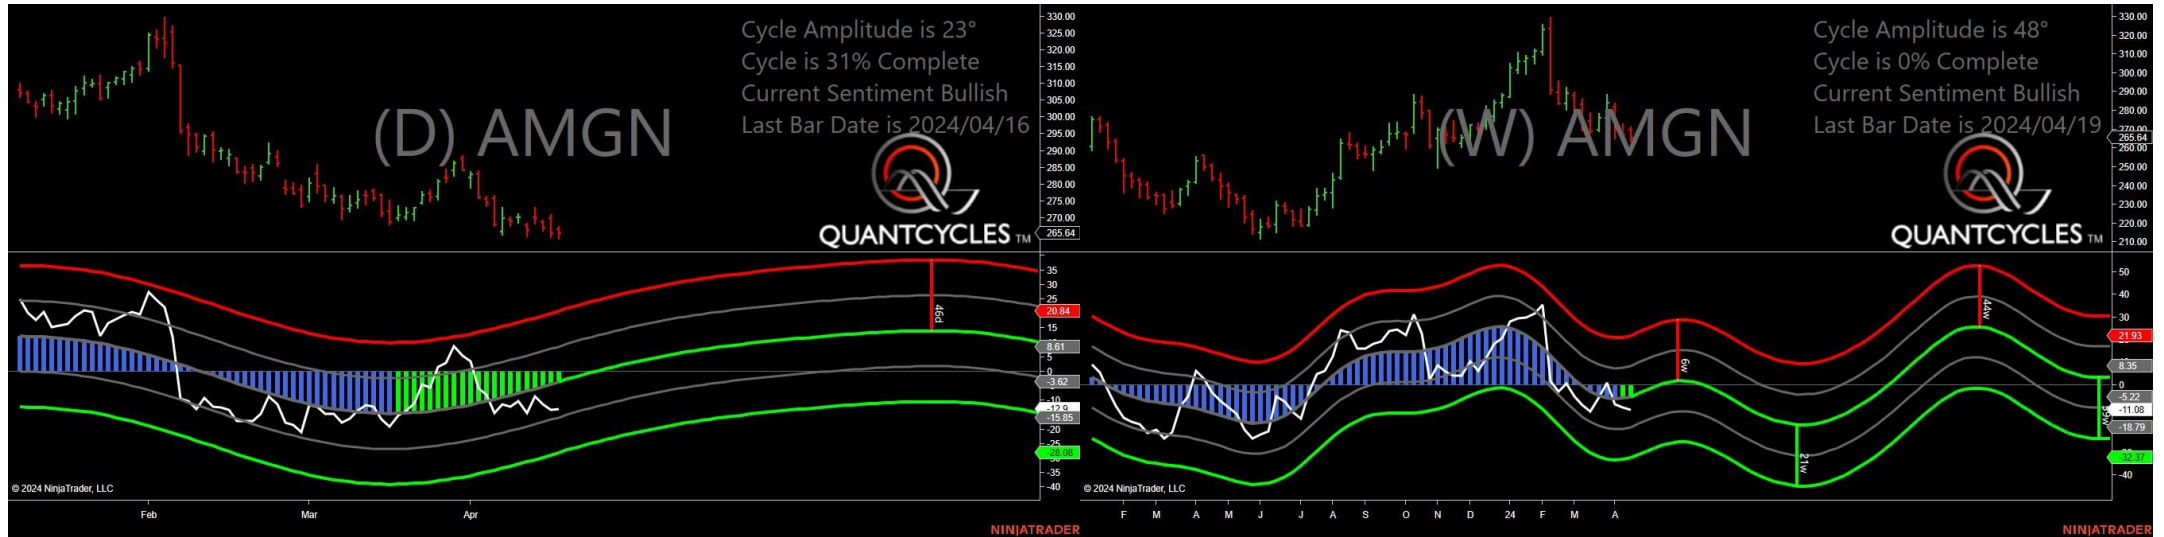 Cycle Amplitude is 23°
Cycle is 31% Complete
Current Sentiment Bullish
Last Bar Date is 2024/04/16
(D) AMGN
QUANTCYCLES TM
330.00
325.00
320.00
315.00
310.00
305.00
300.00
295.00
290.00
285.00
280.00
275.00
270.00
265.64
35
30
25
20.84
15
8.61
5
0
-3.62
-10
-12.9
-15.85
-20
-25
-28.08
-35
-40
46d
© 2024 NinjaTrader, LLC
Feb Mar Apr
NINJATRADER
Cycle Amplitude is 48°
Cycle is 0% Complete
Current Sentiment Bullish
Last Bar Date is 2024/04/19
(W) AMGN
QUANTCYCLES TM
330.00
320.00
310.00
300.00
290.00
280.00
270.00
265.64
260.00
250.00
240.00
230.00
220.00
210.00
50
40
30
21.93
8.35
0
-5.22
-11.08
-18.79
-32.37
-40
6w
21w
44w
© 2024 NinjaTrader, LLC
F M A M J J A S O N D 24 F M A
NINJATRADER